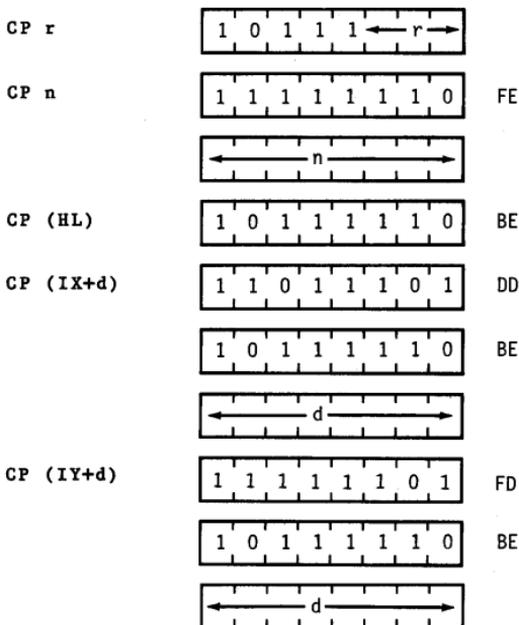 CP r 1 0 1 1 1 r
CP n 1 1 1 1 1 1 1 0 FE
n
CP (HL) 1 0 1 1 1 1 1 0 BE
CP (IX+d) 1 1 0 1 1 1 0 1 DD
1 0 1 1 1 1 1 0 BE
d
CP (IY+d) 1 1 1 1 1 1 0 1 FD
1 0 1 1 1 1 1 0 BE
d